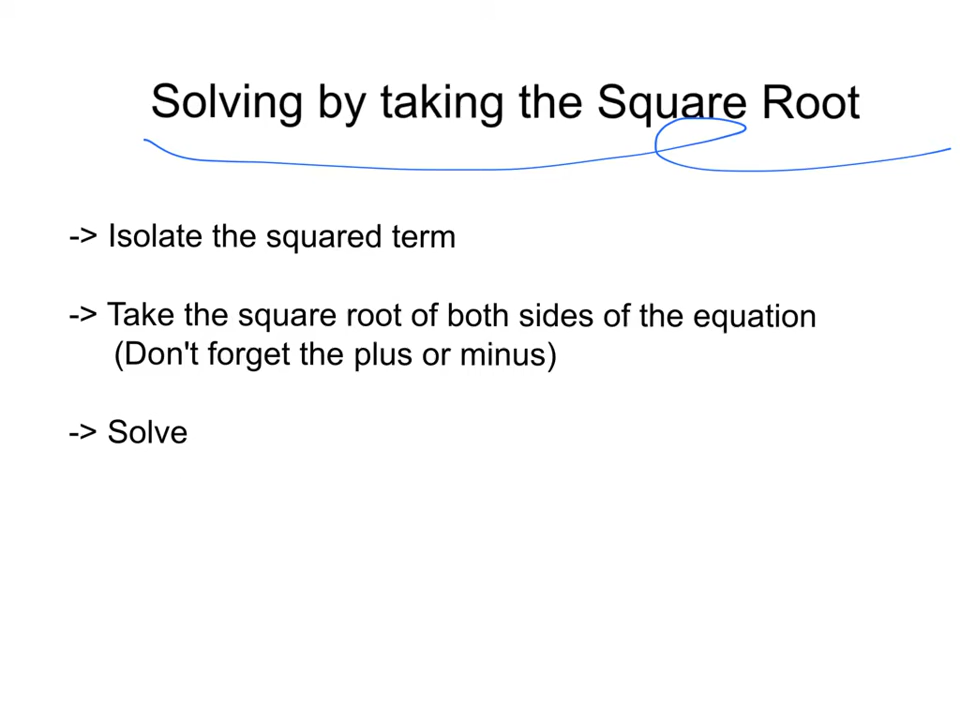 Solving by taking the Square Root
-> Isolate the squared term
-> Take the square root of both sides of the equation
(Don't forget the plus or minus)
-> Solve